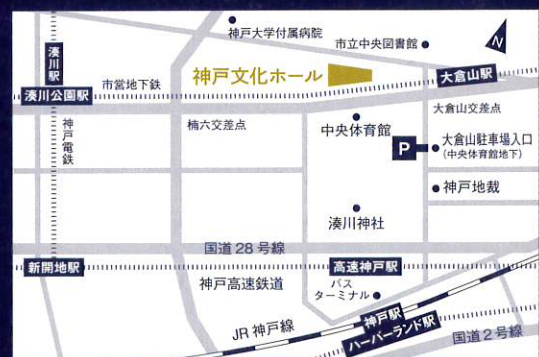 神戸大学付属病院
市立中央図書館
N
湊川駅
神戸文化ホール
大倉山駅
市営地下鉄
湊川公園駅
大倉山交差点
楠六交差点
中央体育館
神戸電鉄
P
大倉山駐車場入口
(中央体育館地下)
神戸地裁
湊川神社
国道28号線
新開地駅
高速神戸駅
神戸高速鉄道
バス
ターミナル
神戸駅
ハーバーランド駅
JR 神戸線
国道2号線